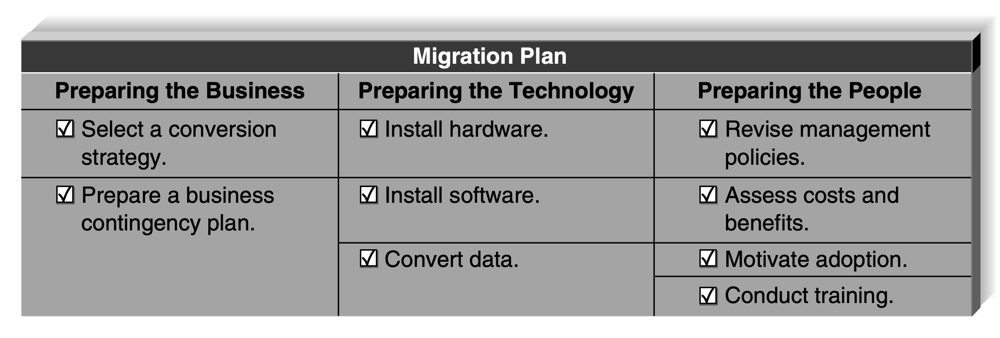 Migration Plan
Preparing the Business
Preparing the Technology
Preparing the People
Select a conversion
strategy.
Install hardware.
Revise management
policies.
Prepare a business
contingency plan.
Install software.
Assess costs and
benefits.
Convert data.
Motivate adoption.
Conduct training.